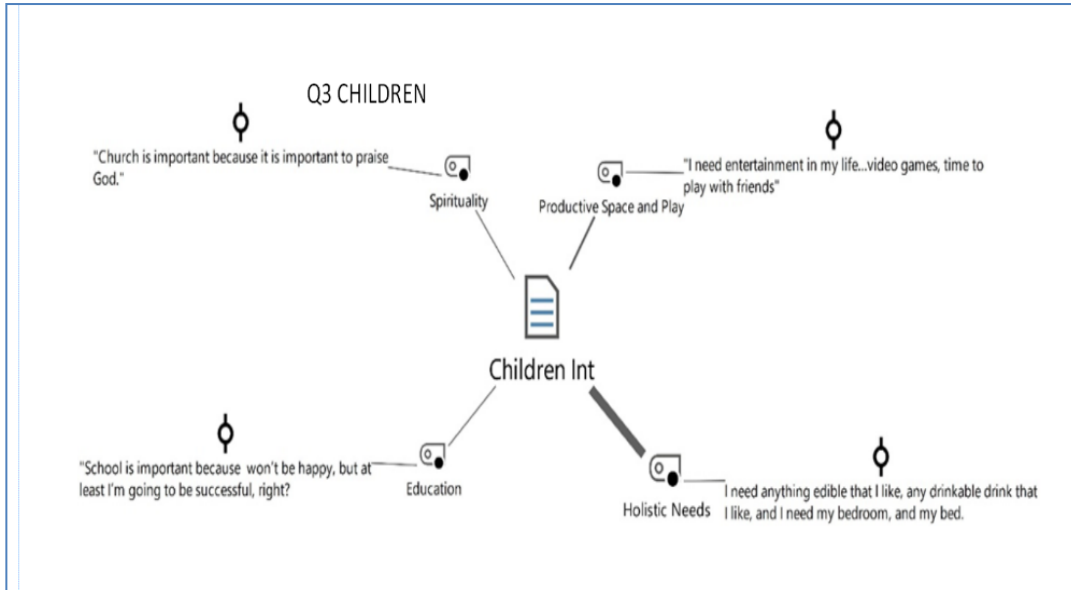 Q3 CHILDREN
"Church is important because it is important to praise
God."
Spirituality
"I need entertainment in my life...video games, time to
play with friends"
Productive Space and Play
Children Int
"School is important because won't be happy, but at
least I'm going to be successful, right?
Education
Holistic Needs
I need anything edible that I like, any drinkable drink that
I like, and I need my bedroom, and my bed.